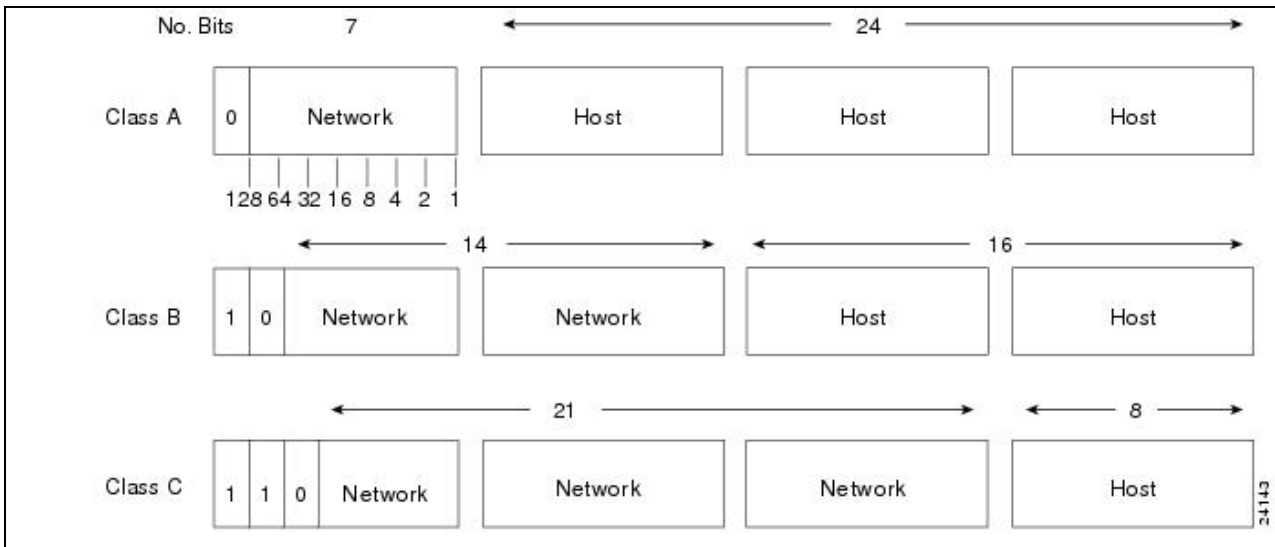 No. Bits 7 24
Class A 0 Network Host Host Host
128 64 32 16 8 4 2 1
14 16
Class B 1 0 Network Network Host Host
21 8
Class C 1 1 0 Network Network Network Host
24143